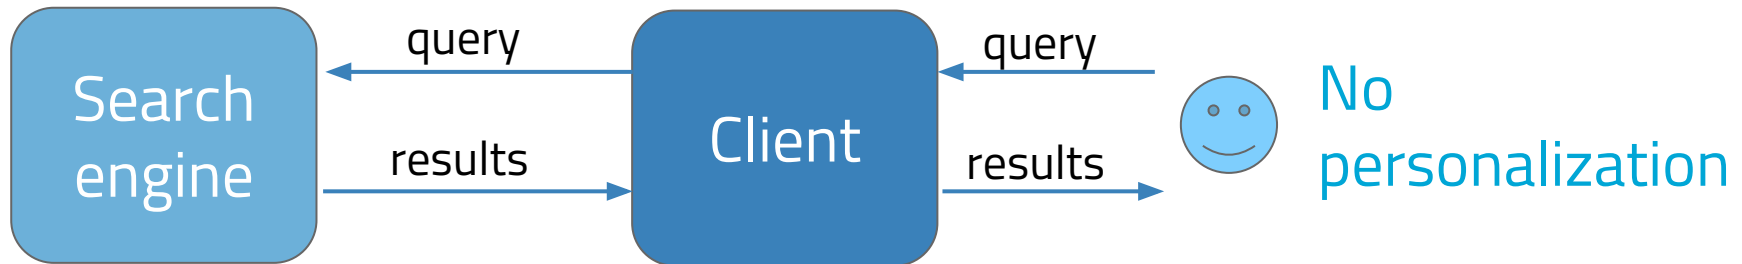 Search
engine
query
results
Client
query
results
No
personalization